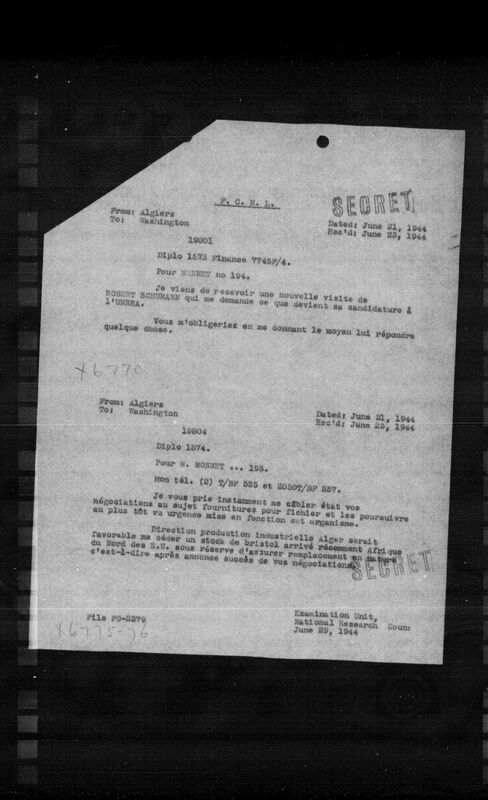 F. C. N. L.
SECRET
From: Algiers
To: Washington
Dated: June 21, 1944
Rec'd: June 23, 1944
19801
Diplo 1573 Finance 7745F/4.
Pour MONNET no 194.
Je viens de recevoir une nouvelle visite de
ROBERT SCHUMANN qui me demande ce que devient sa candidature à
l'UNRRA.
Vous m'obligeriez en me donnant le moyen lui répondre
quelque chose.
X6770
From: Algiers
To: Washington
Dated: June 21, 1944
Rec'd: June 23, 1944
19804
Diplo 1574.
Pour M. MONNET ... 195.
Mon tél. (2) T/BF 525 et 2030T/BF 557.
Je vous prie instamment me câbler état vos
négociations au sujet fournitures pour fichier et les poursuivre
au plus tôt vu urgence mise en fonction cet organisme.
Direction production industrielle Alger serait
favorable me céder un stock de bristol arrivé récemment Afrique
du Nord des E.U. sous réserve d'assurer remplacement en
c'est-à-dire après annonce succès de vos négociations.
SECRET
File FG-2379
X6775-76
Examination Unit,
National Research Coun
June 29, 1944